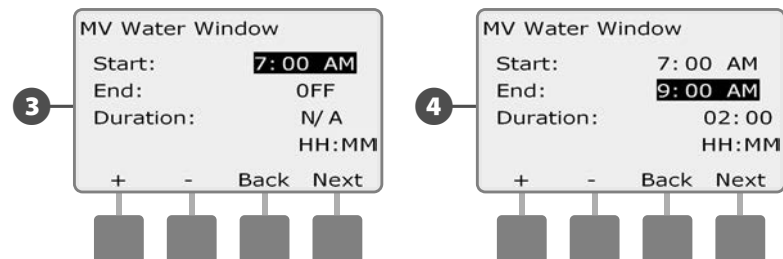 3
MV Water Window
Start: 7:00 AM
End: 0FF
Duration: N/A
HH:MM
+ - Back Next
4
MV Water Window
Start: 7:00 AM
End: 9:00 AM
Duration: 02:00
HH:MM
+ - Back Next